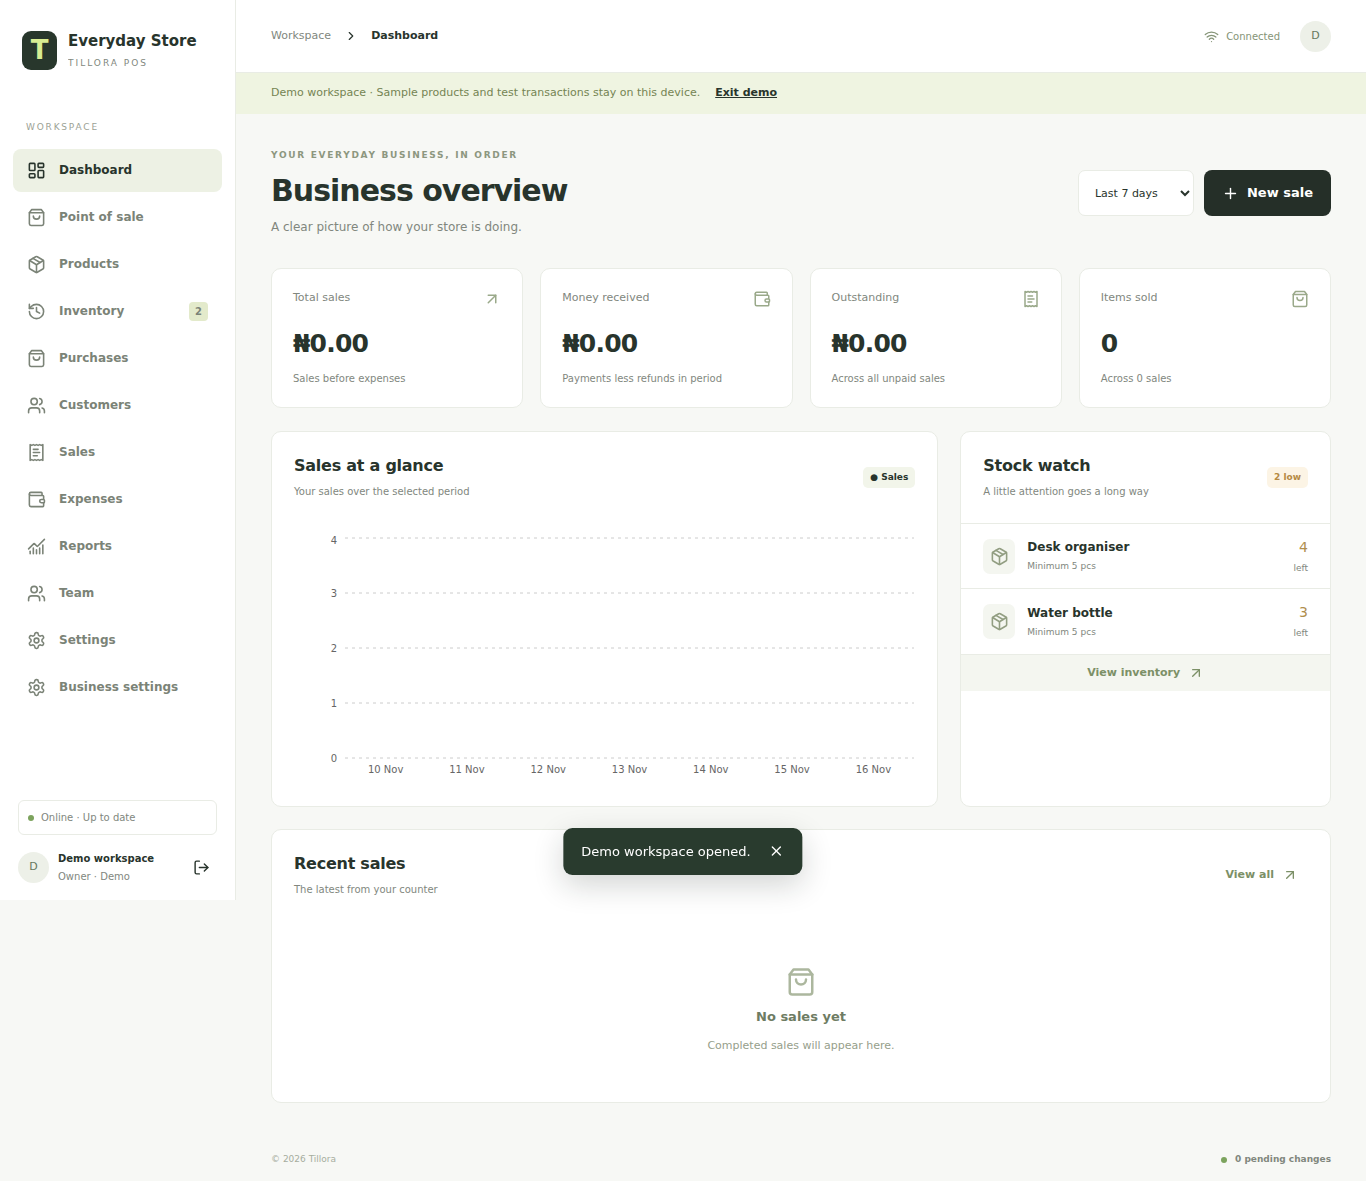 T
Everyday Store
TILLORA POS
WORKSPACE
Dashboard
Point of sale
Products
Inventory 2
Purchases
Customers
Sales
Expenses
Reports
Team
Settings
Business settings
Online · Up to date
D
Demo workspace
Owner · Demo
Workspace Dashboard
Connected D
Demo workspace · Sample products and test transactions stay on this device. Exit demo
YOUR EVERYDAY BUSINESS, IN ORDER
Business overview
A clear picture of how your store is doing.
Last 7 days
New sale
Total sales
₦0.00
Sales before expenses
Money received
₦0.00
Payments less refunds in period
Outstanding
₦0.00
Across all unpaid sales
Items sold
0
Across 0 sales
Sales at a glance
Your sales over the selected period
Sales
4
3
2
1
0
10 Nov 11 Nov 12 Nov 13 Nov 14 Nov 15 Nov 16 Nov
Stock watch
A little attention goes a long way
2 low
Desk organiser
Minimum 5 pcs
4
left
Water bottle
Minimum 5 pcs
3
left
View inventory
Recent sales
The latest from your counter
Demo workspace opened.
View all
No sales yet
Completed sales will appear here.
© 2026 Tillora
0 pending changes